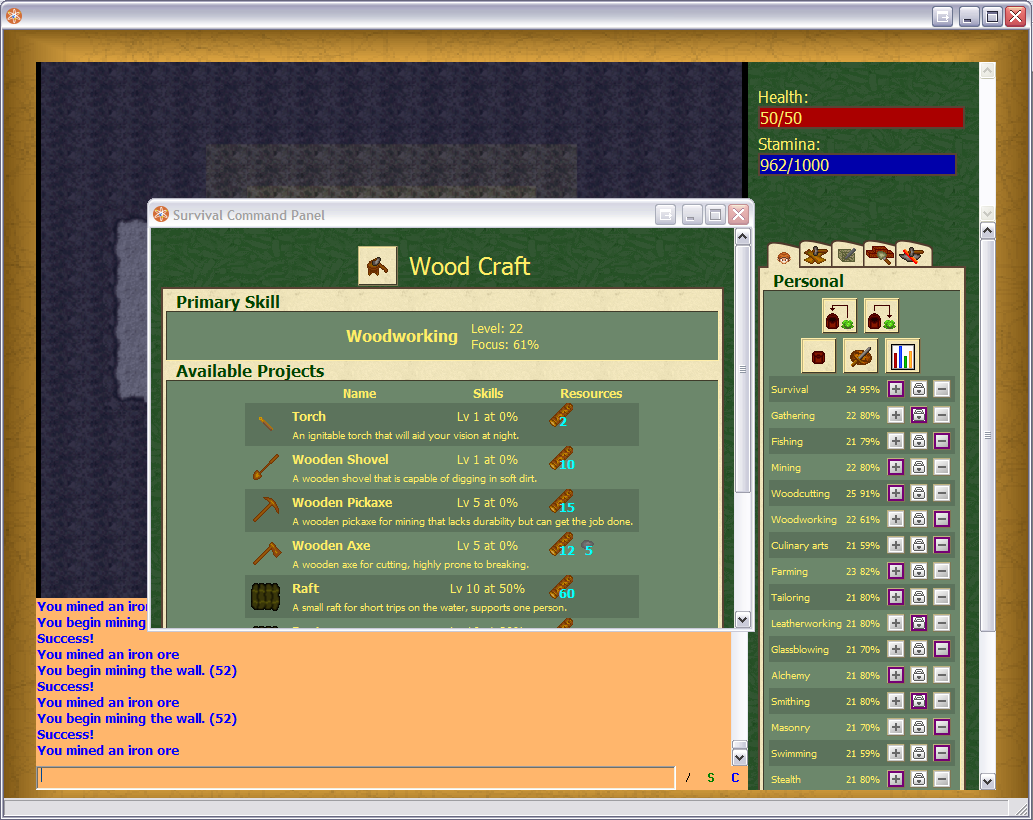 Health:
50/50
Stamina:
962/1000
Survival Command Panel
Wood Craft
Primary Skill
Woodworking
Level: 22
Focus: 61%
Available Projects
Name Skills Resources
Torch Lv 1 at 0% 2
An ignitable torch that will aid your vision at night.
Wooden Shovel Lv 1 at 0% 10
A wooden shovel that is capable of digging in soft dirt.
Wooden Pickaxe Lv 5 at 0% 15
A wooden pickaxe for mining that lacks durability but can get the job done.
Wooden Axe Lv 5 at 0% 12 5
A wooden axe for cutting, highly prone to breaking.
Raft Lv 10 at 50% 60
A small raft for short trips on the water, supports one person.
Personal
Survival 24 95%
Gathering 22 80%
Fishing 21 79%
Mining 22 80%
Woodcutting 25 91%
Woodworking 22 61%
Culinary arts 21 59%
Farming 23 82%
Tailoring 21 80%
Leatherworking 21 80%
Glassblowing 21 70%
Alchemy 21 80%
Smithing 21 80%
Masonry 21 70%
Swimming 21 59%
Stealth 21 80%
You mined an iron
You begin mining
Success!
You mined an iron ore
You begin mining the wall. (52)
Success!
You mined an iron ore
You begin mining the wall. (52)
Success!
You mined an iron ore
/ S C